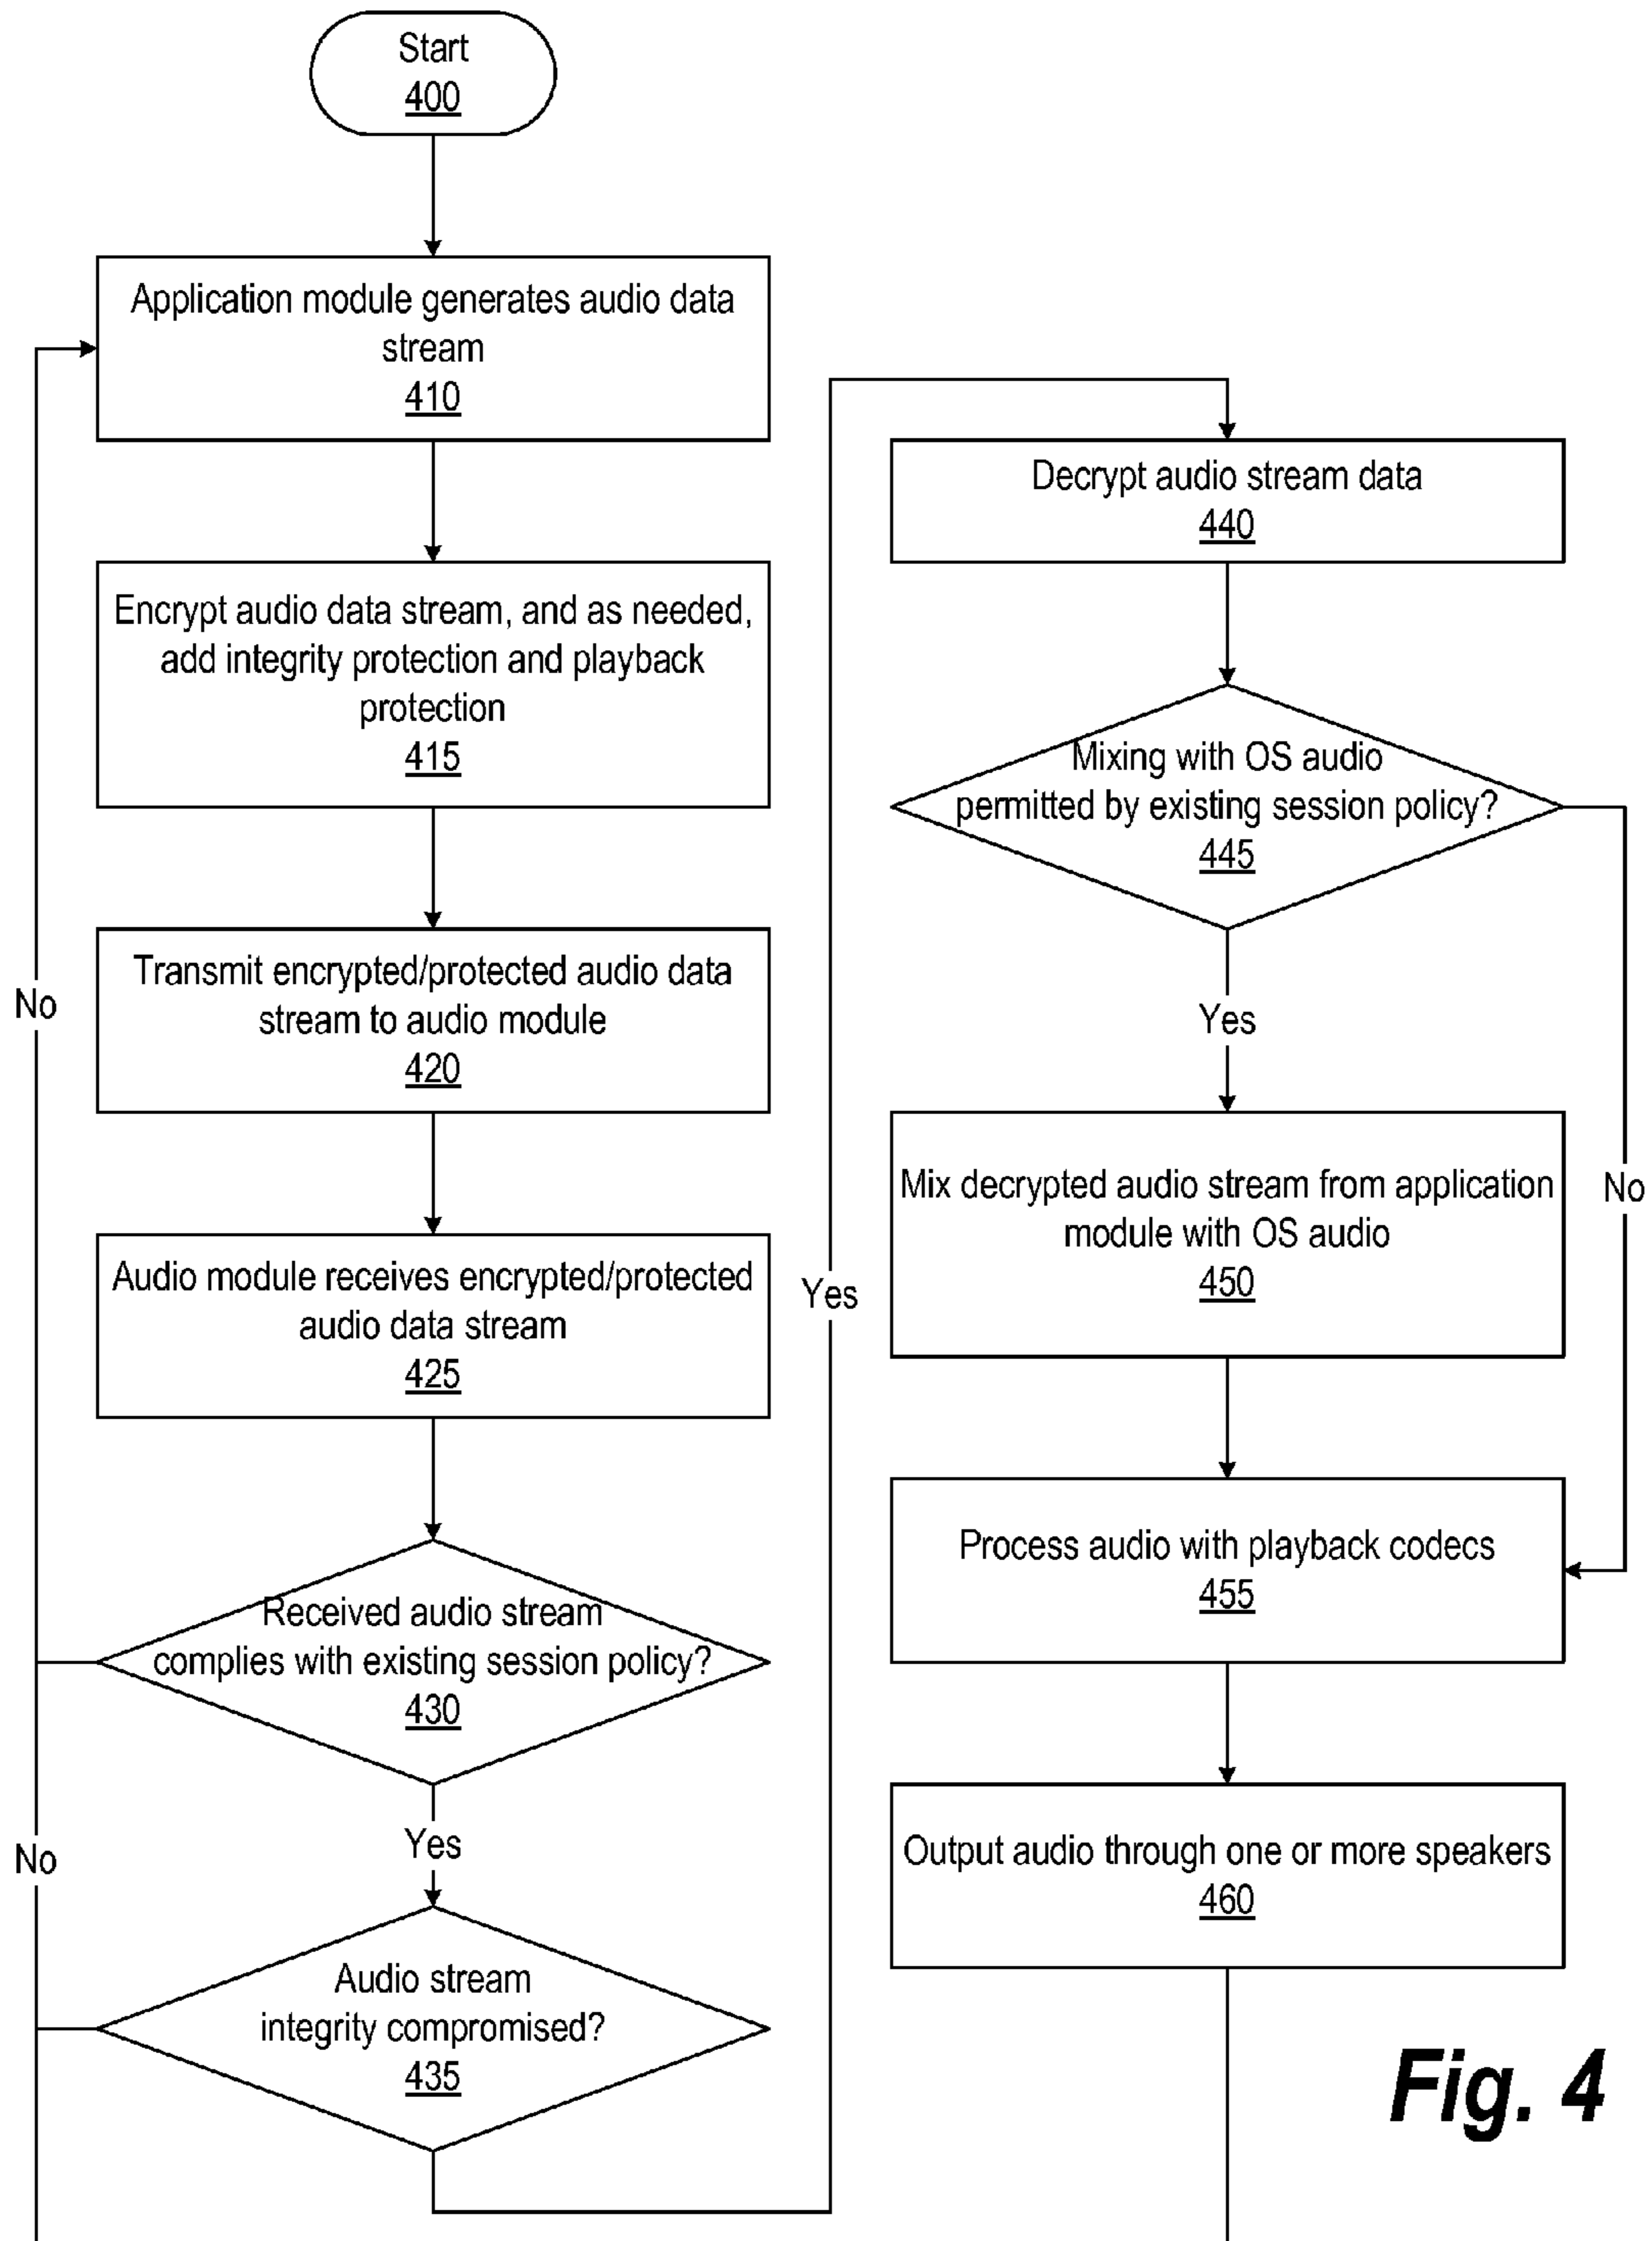 Start
400
Application module generates audio data
stream
410
Encrypt audio data stream, and as needed,
add integrity protection and playback
protection
415
Transmit encrypted/protected audio data
stream to audio module
420
Audio module receives encrypted/protected
audio data stream
425
Received audio stream
complies with existing session policy?
430
No
Yes
Audio stream
integrity compromised?
435
No
Yes
Decrypt audio stream data
440
Mixing with OS audio
permitted by existing session policy?
445
Yes
No
Mix decrypted audio stream from application
module with OS audio
450
Process audio with playback codecs
455
Output audio through one or more speakers
460
Fig. 4